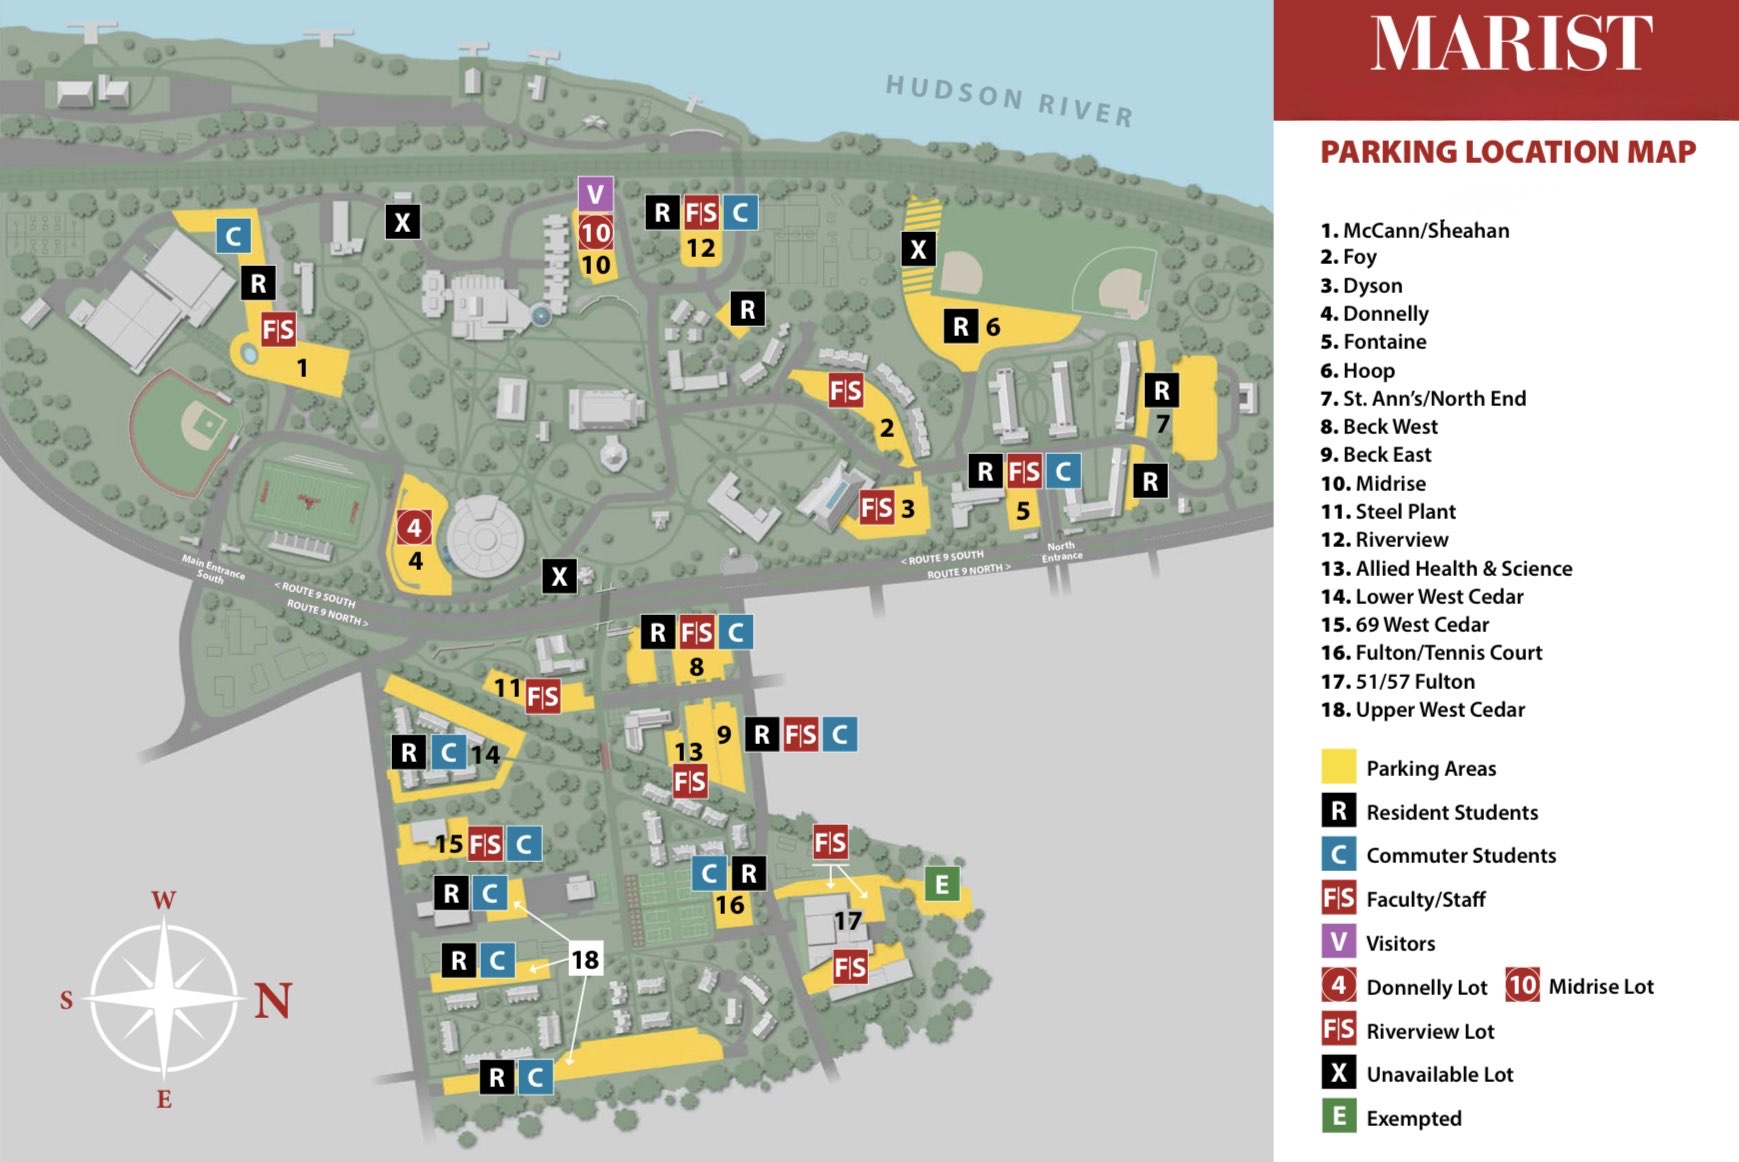 MARIST
PARKING LOCATION MAP
1. McCann/Sheahan
2. Foy
3. Dyson
4. Donnelly
5. Fontaine
6. Hoop
7. St. Ann's/North End
8. Beck West
9. Beck East
10. Midrise
11. Steel Plant
12. Riverview
13. Allied Health & Science
14. Lower West Cedar
15. 69 West Cedar
16. Fulton/Tennis Court
17. 51/57 Fulton
18. Upper West Cedar
Parking Areas
R Resident Students
C Commuter Students
F|S Faculty/Staff
V Visitors
4 Donnelly Lot 10 Midrise Lot
F|S Riverview Lot
X Unavailable Lot
E Exempted
HUDSON RIVER
V
10
10
R F|S C
12
C
R
F|S
1
X
X
R
R 6
F|S
2
R
7
R
R F|S C
5
F|S 3
4
4
X
Main Entrance
South
< ROUTE 9 SOUTH
ROUTE 9 NORTH >
< ROUTE 9 SOUTH
ROUTE 9 NORTH >
North
Entrance
R F|S C
8
11 F|S
9 R F|S C
13
F|S
R C 14
15 F|S C
F|S
E
C R
16
17
F|S
R C
R C
18
R C
W
S
N
E